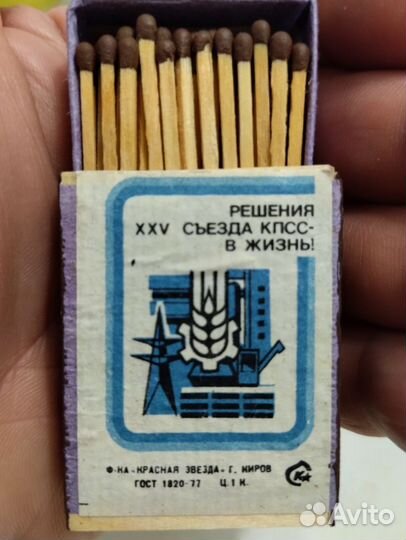 РЕШЕНИЯ
XXV СЪЕЗДА КПСС-
В ЖИЗНЬ!
Ф-КА «КРАСНАЯ ЗВЕЗДА» Г. КИРОВ
ГОСТ 1820-77 Ц. 1 К.
Avito